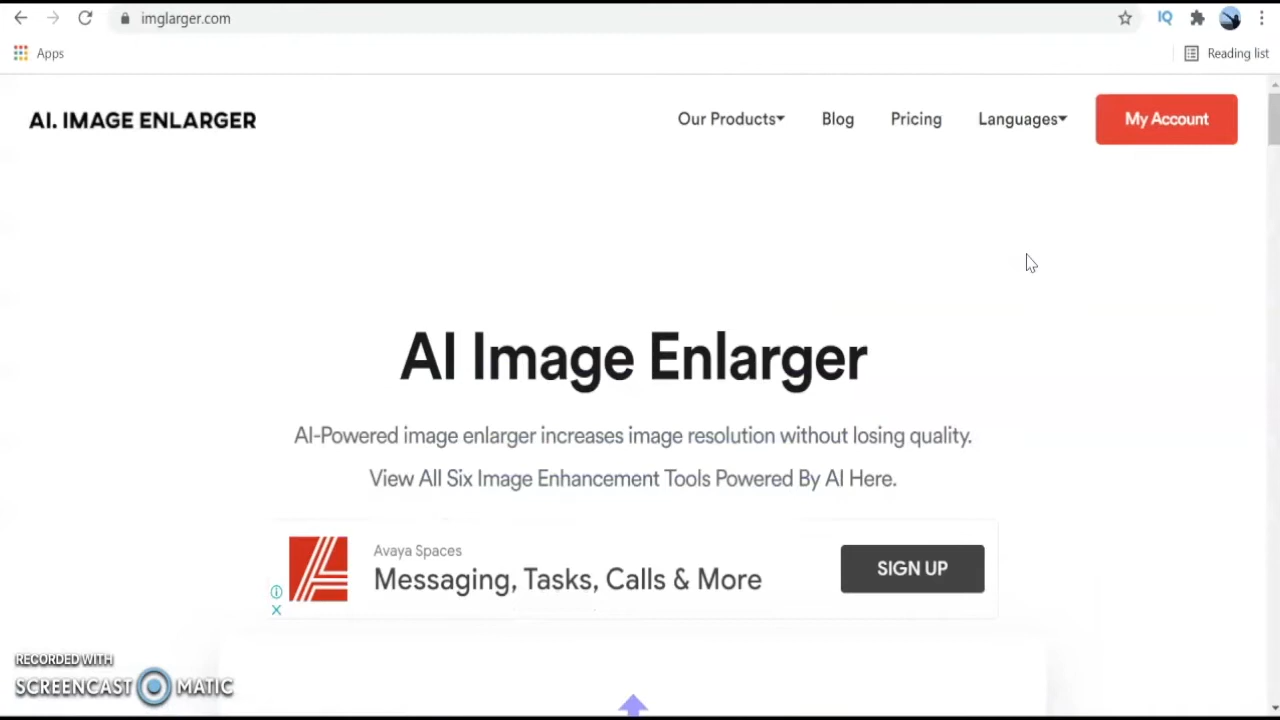 imglarger.com
IQ
Apps
Reading list
AI. IMAGE ENLARGER
Our Products
Blog
Pricing
Languages
My Account
AI Image Enlarger
AI-Powered image enlarger increases image resolution without losing quality.
View All Six Image Enhancement Tools Powered By AI Here.
Avaya Spaces
Messaging, Tasks, Calls & More
SIGN UP
RECORDED WITH
SCREENCAST MATIC